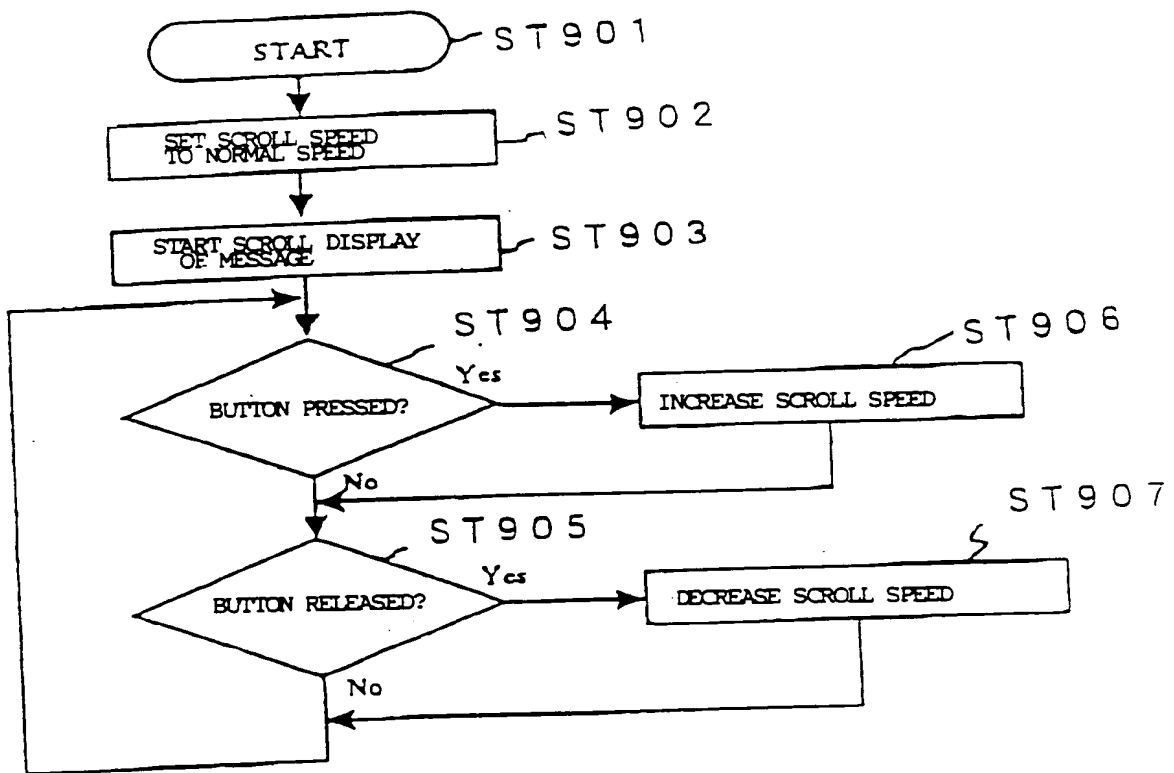 START
ST901
SET SCROLL SPEED
TO NORMAL SPEED
ST902
START SCROLL DISPLAY
OF MESSAGE
ST903
ST904
BUTTON PRESSED?
Yes
ST906
INCREASE SCROLL SPEED
No
ST905
BUTTON RELEASED?
Yes
ST907
DECREASE SCROLL SPEED
No